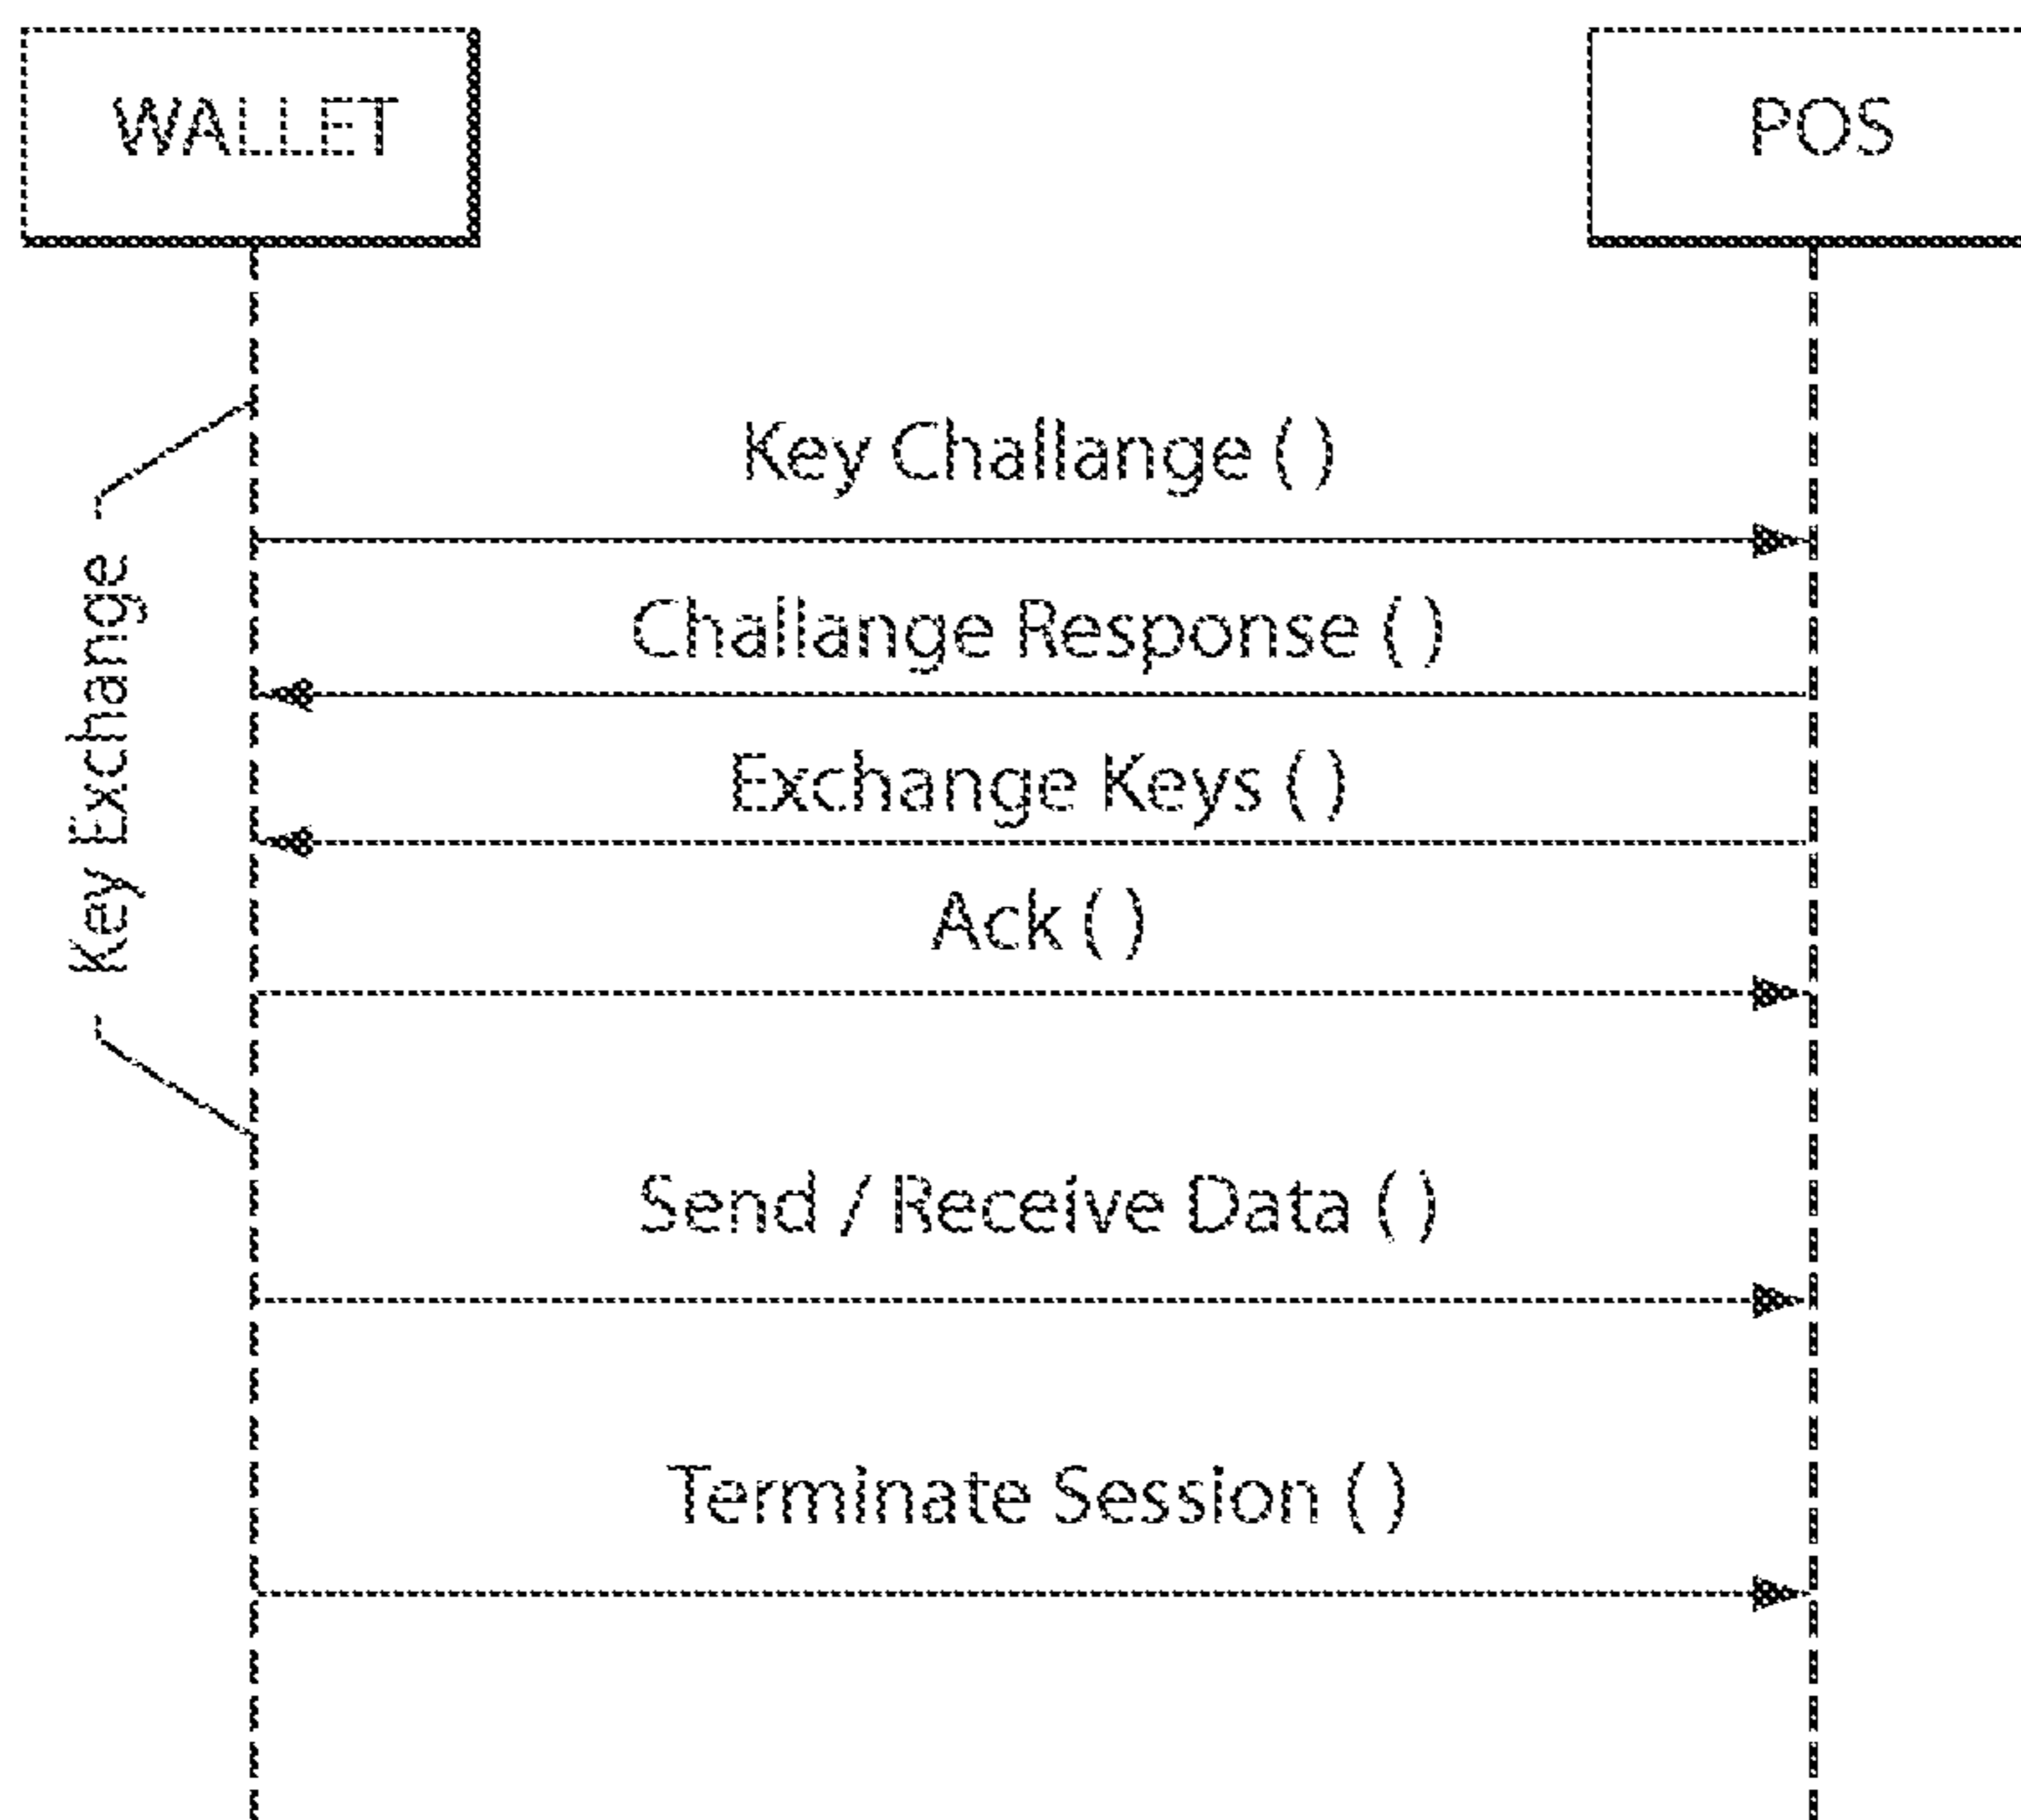 WALLET
POS
Key Challange ( )
Challange Response ( )
Exchange Keys ( )
Ack ( )
Key Exchange
Send / Receive Data ( )
Terminate Session ( )